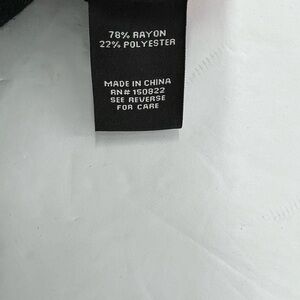 78% RAYON
22% POLYESTER
MADE IN CHINA
RN# 150822
SEE REVERSE
FOR CARE